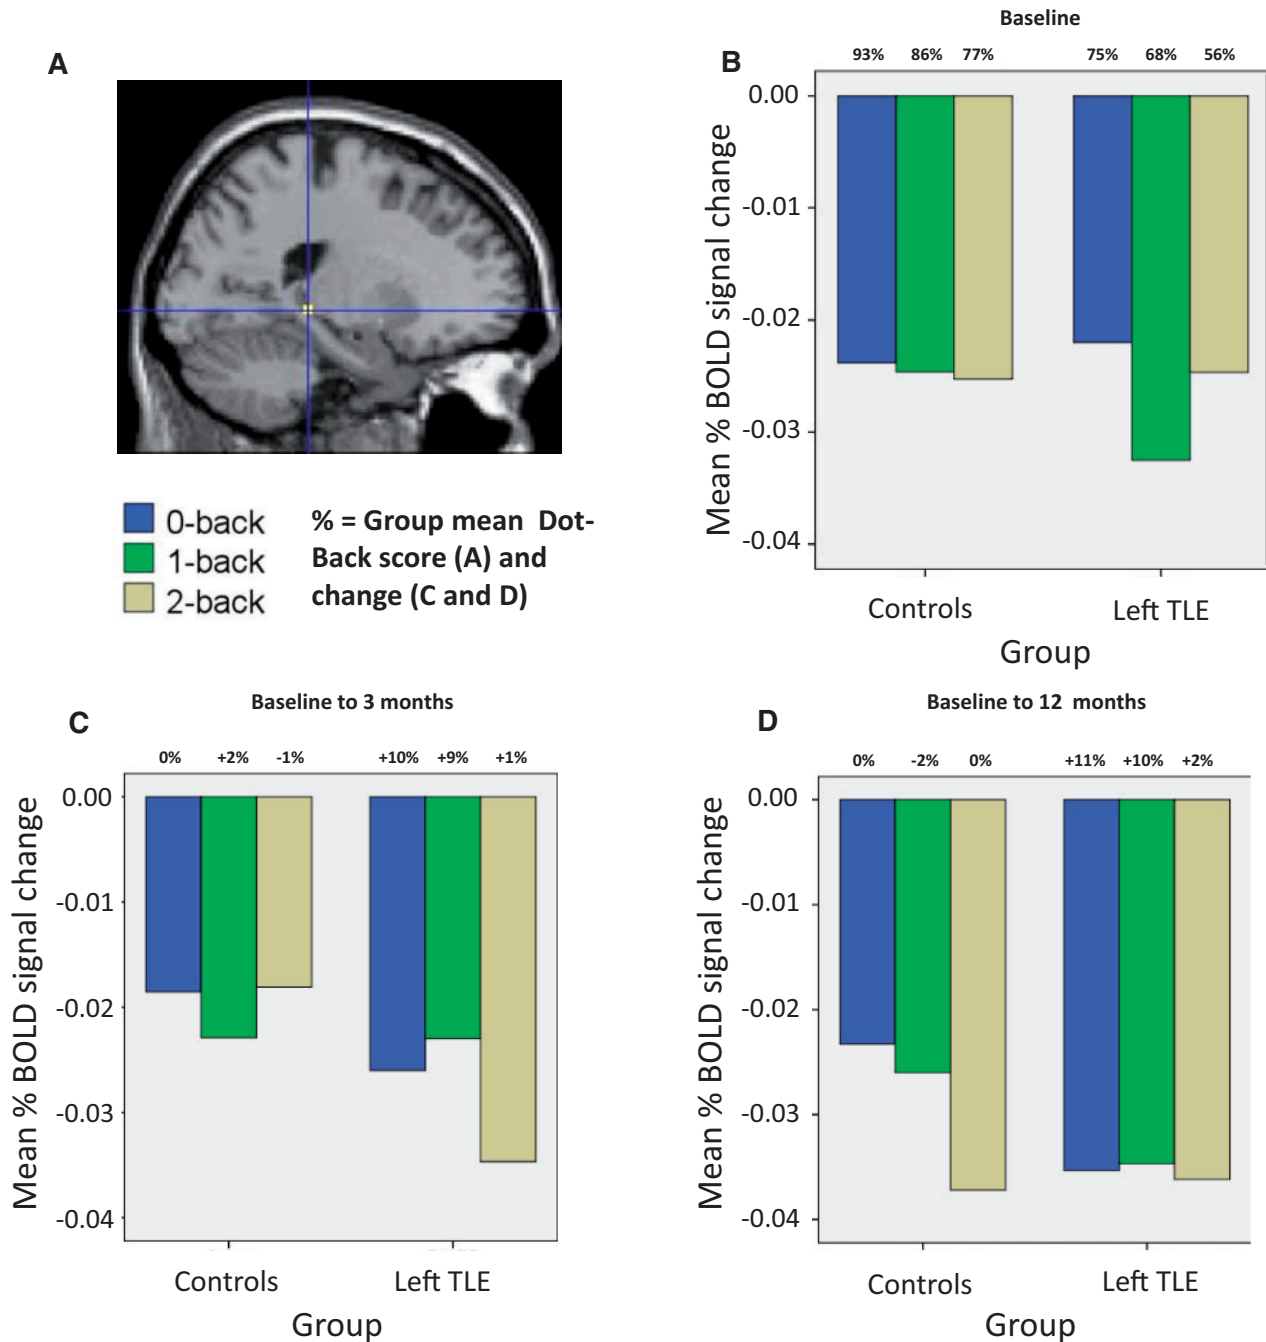 A
0-back
1-back
2-back
% = Group mean Dot-
Back score (A) and
change (C and D)
Baseline
B
93% 86% 77% 75% 68% 56%
0.00
-0.01
-0.02
-0.03
-0.04
Mean % BOLD signal change
Controls Left TLE
Group
Baseline to 3 months
C
0% +2% -1% +10% +9% +1%
0.00
-0.01
-0.02
-0.03
-0.04
Mean % BOLD signal change
Controls Left TLE
Group
Baseline to 12 months
D
0% -2% 0% +11% +10% +2%
0.00
-0.01
-0.02
-0.03
-0.04
Mean % BOLD signal change
Controls Left TLE
Group